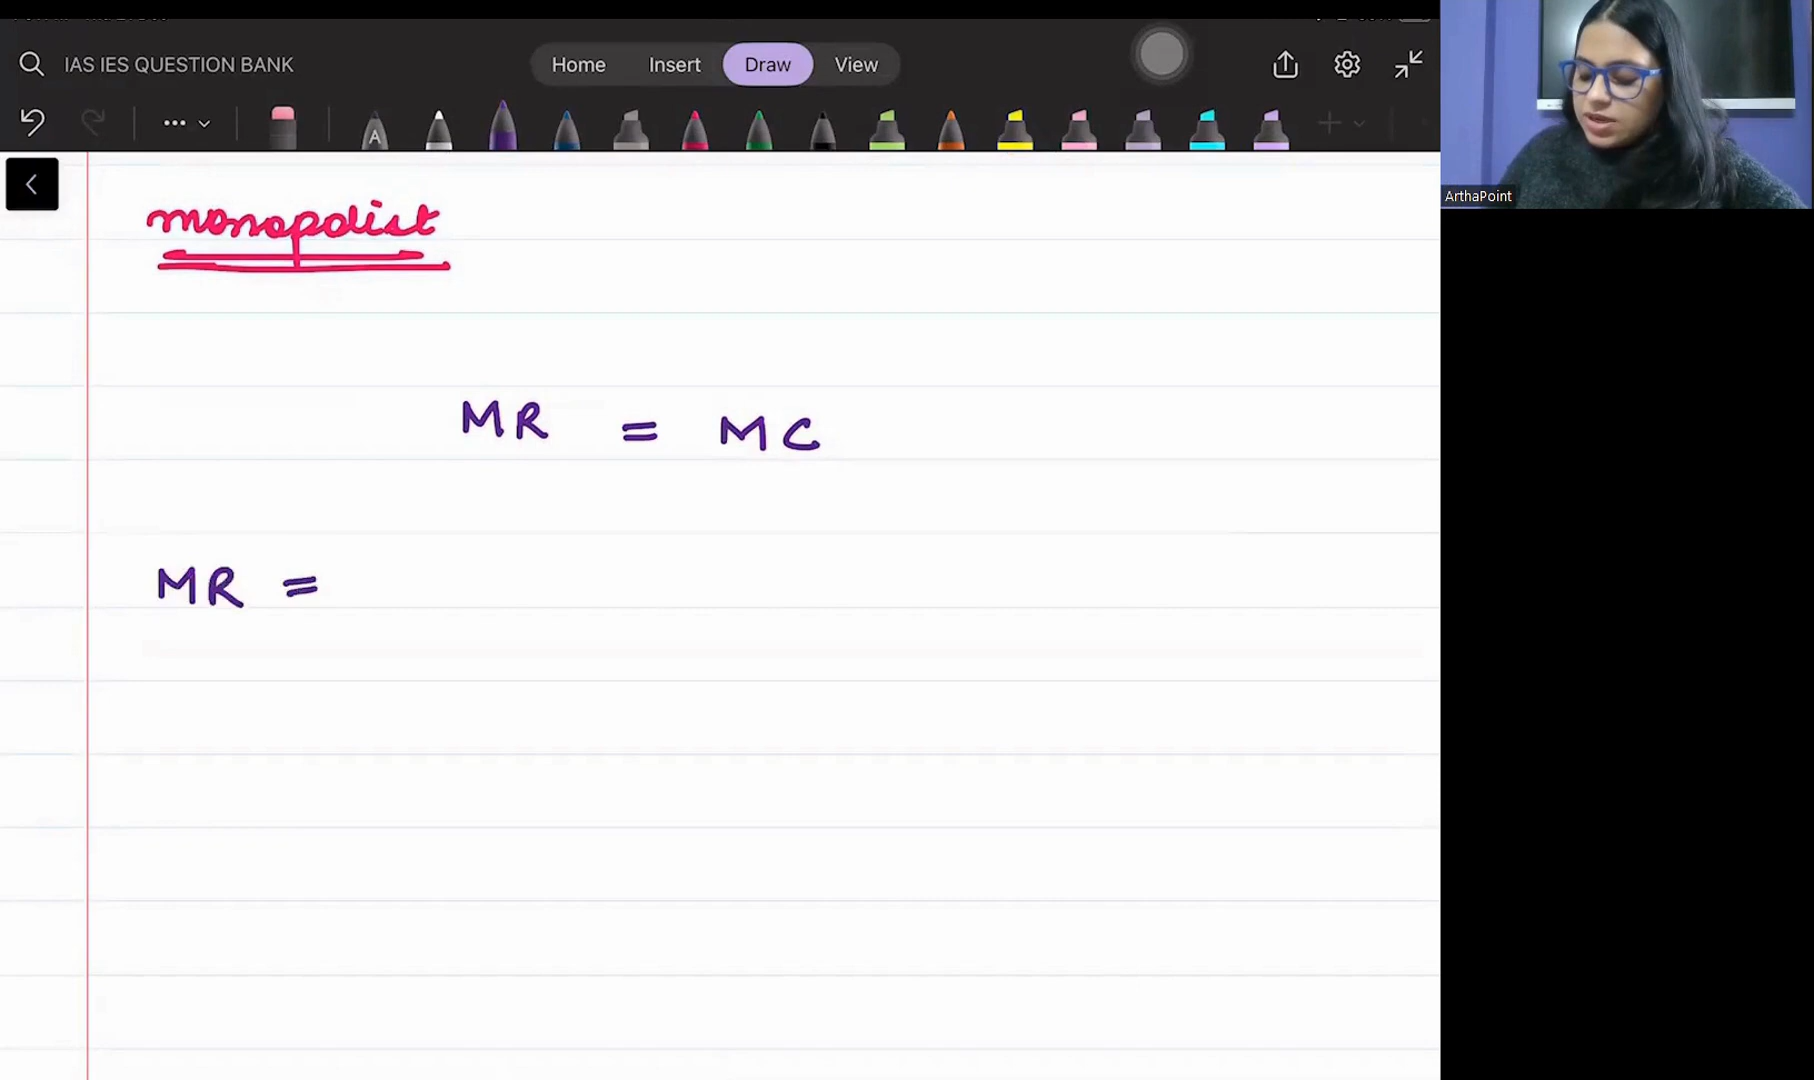 IAS IES QUESTION BANK
Home Insert Draw View
A
ArthaPoint
monopolist
MR = MC
MR =